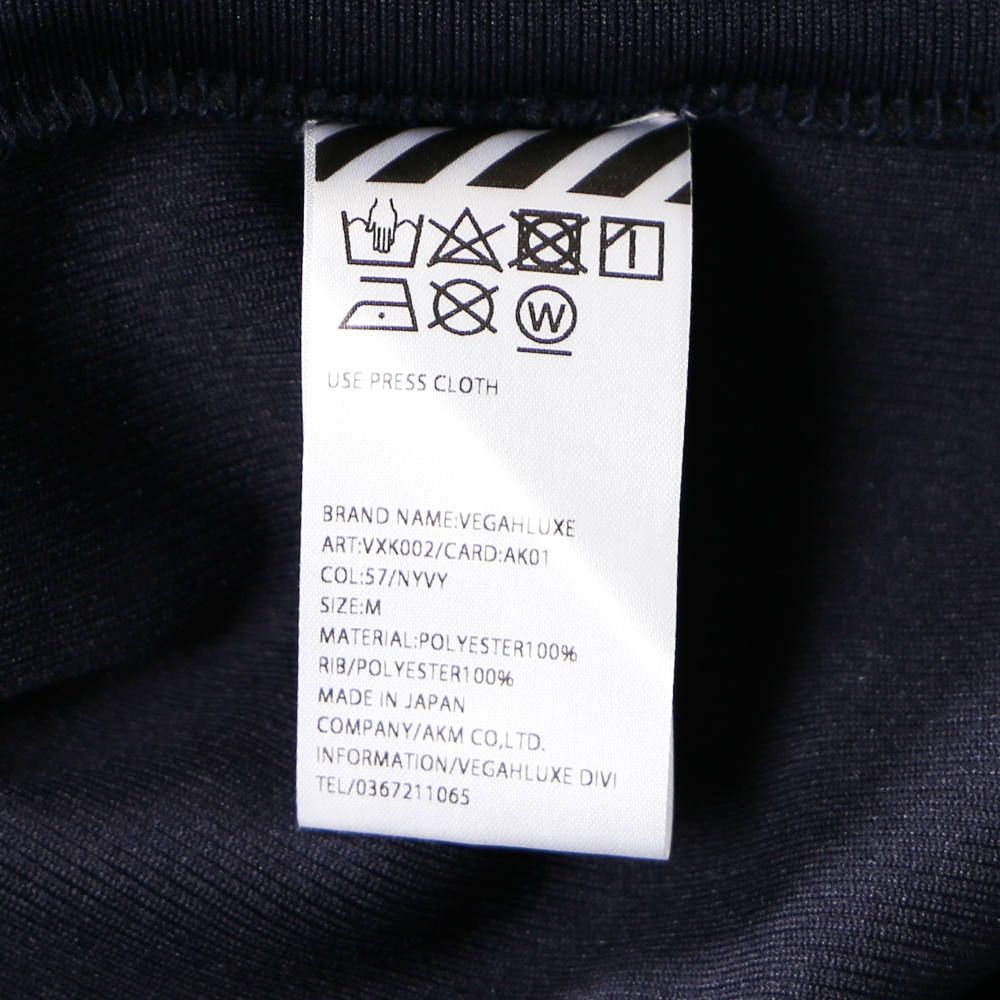 W
USE PRESS CLOTH
BRAND NAME:VEGAHLUXE
ART:VXK002/CARD:AK01
COL:57/NYVY
SIZE:M
MATERIAL:POLYESTER100%
RIB/POLYESTER100%
MADE IN JAPAN
COMPANY/AKM CO,LTD.
INFORMATION/VEGAHLUXE DIVI
TEL/0367211065